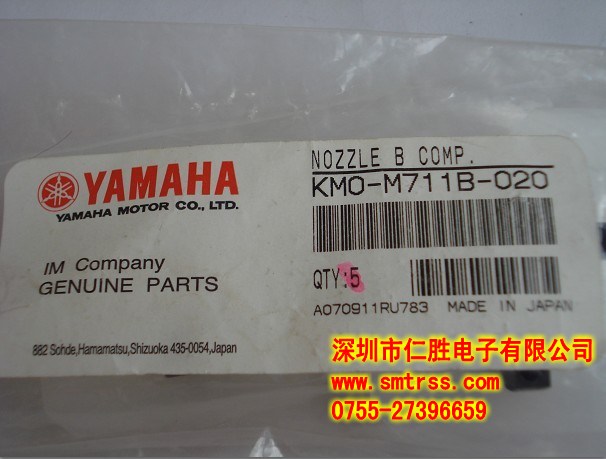 YAMAHA
YAMAHA MOTOR CO., LTD.
IM Company
GENUINE PARTS
882 Sohde,Hamamatsu,Shizuoka 435-0054,Japan
NOZZLE B COMP.
KM0-M711B-020
QTY:5
A070911RU783 MADE IN JAPAN
深圳市仁胜电子有限公司
www.smtrss.com
0755-27396659